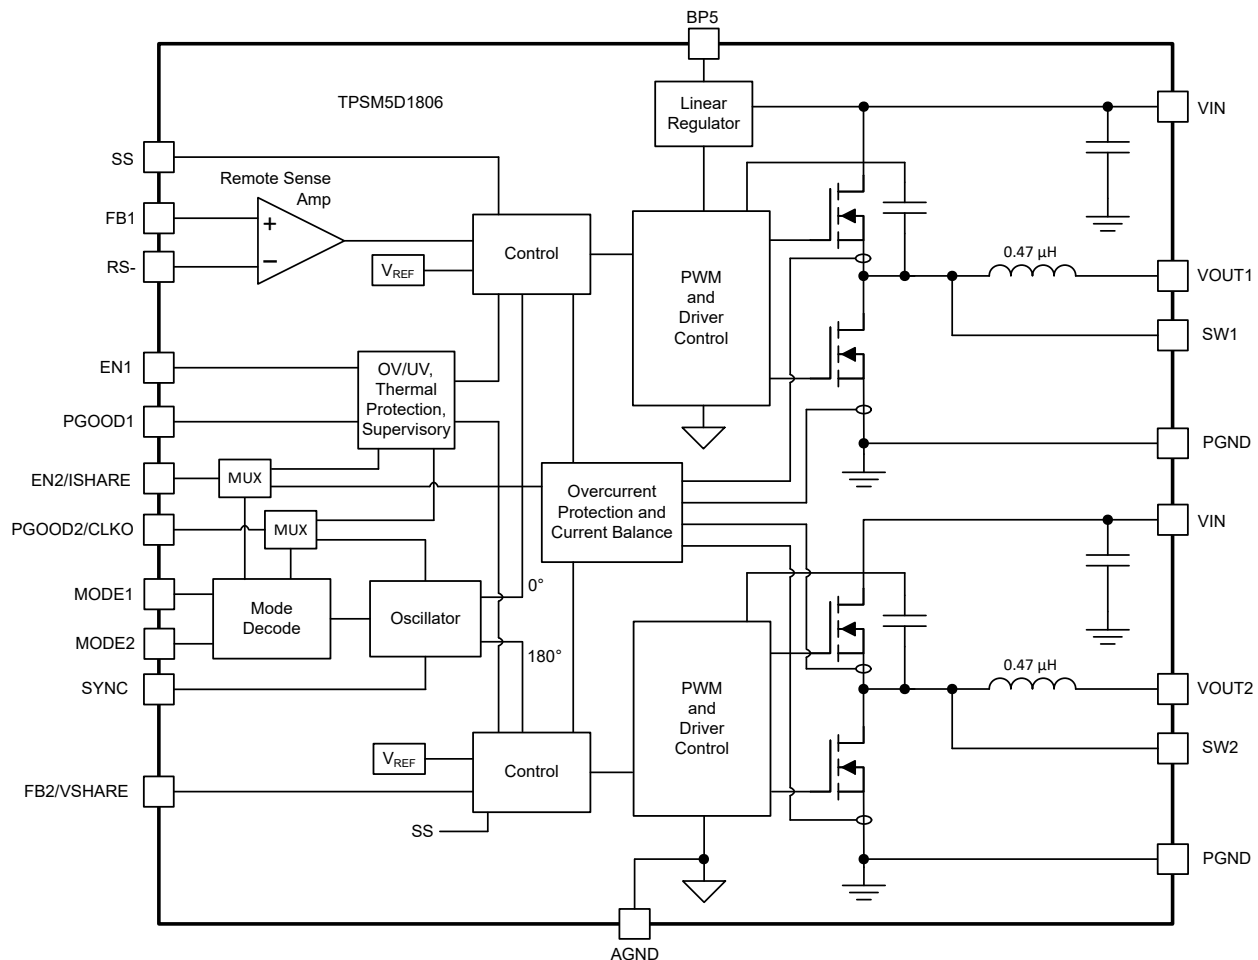 BP5
TPSM5D1806
Linear
Regulator
VIN
SS
Remote Sense
Amp
FB1
+
RS-
−
VREF
Control
PWM
and
Driver
Control
0.47 µH
VOUT1
SW1
EN1
OV/UV,
Thermal
Protection,
Supervisory
PGOOD1
PGND
EN2/ISHARE
MUX
Overcurrent
Protection and
Current Balance
PGOOD2/CLKO
MUX
VIN
MODE1
Mode
Decode
Oscillator
0°
180°
MODE2
SYNC
PWM
and
Driver
Control
0.47 µH
VOUT2
SW2
VREF
Control
FB2/VSHARE
SS
PGND
AGND